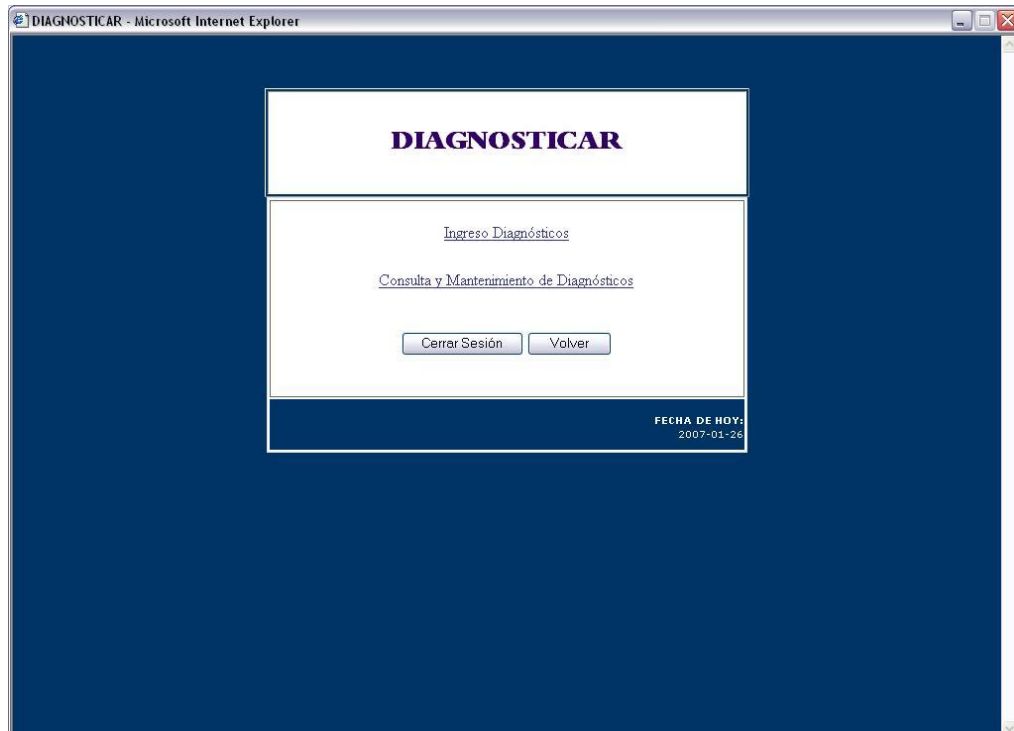 DIAGNOSTICAR - Microsoft Internet Explorer
DIAGNOSTICAR
Ingreso Diagnósticos
Consulta y Mantenimiento de Diagnósticos
Cerrar Sesión Volver
FECHA DE HOY:
2007-01-26